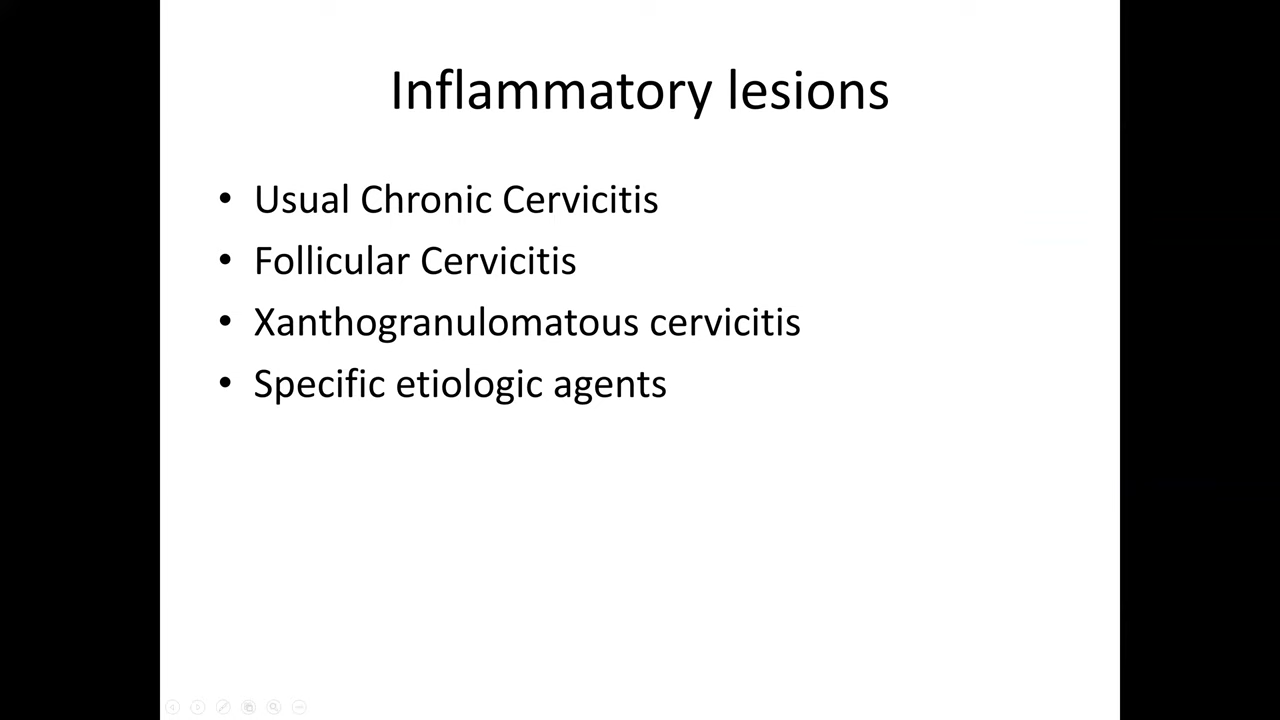 Inflammatory lesions
• Usual Chronic Cervicitis
• Follicular Cervicitis
• Xanthogranulomatous cervicitis
• Specific etiologic agents